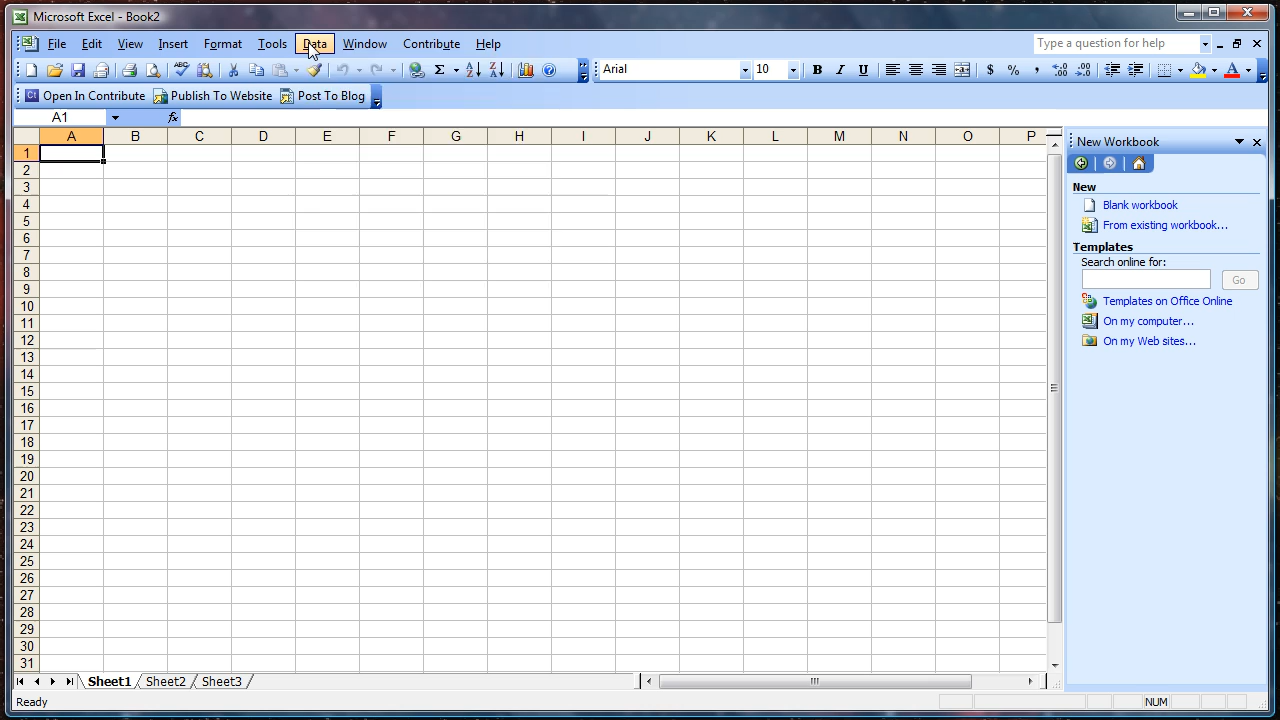 Microsoft Excel - Book2
File Edit View Insert Format Tools Data Window Contribute Help Type a question for help
Σ Arial 10 B I U $ % ,
Open In Contribute Publish To Website Post To Blog
A1 fx
A B C D E F G H I J K L M N O P
1
2
3
4
5
6
7
8
9
10
11
12
13
14
15
16
17
18
19
20
21
22
23
24
25
26
27
28
29
30
31
New Workbook
New
Blank workbook
From existing workbook...
Templates
Search online for:
Go
Templates on Office Online
On my computer...
On my Web sites...
Sheet1 Sheet2 Sheet3
Ready NUM